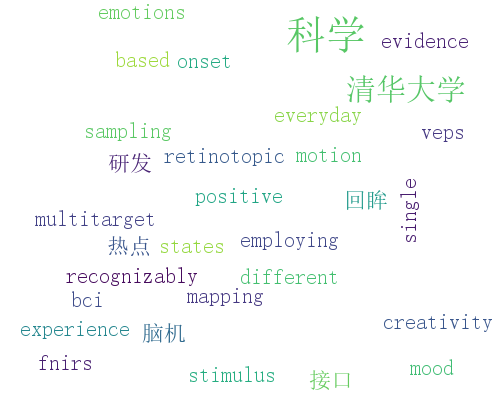 emotions
科学
evidence
based
onset
清华大学
everyday
sampling
veps
研发
retinotopic
motion
positive
回眸
single
multitarget
热点
states
employing
recognizably
different
bci
mapping
experience
脑机
creativity
fnirs
stimulus
接口
mood